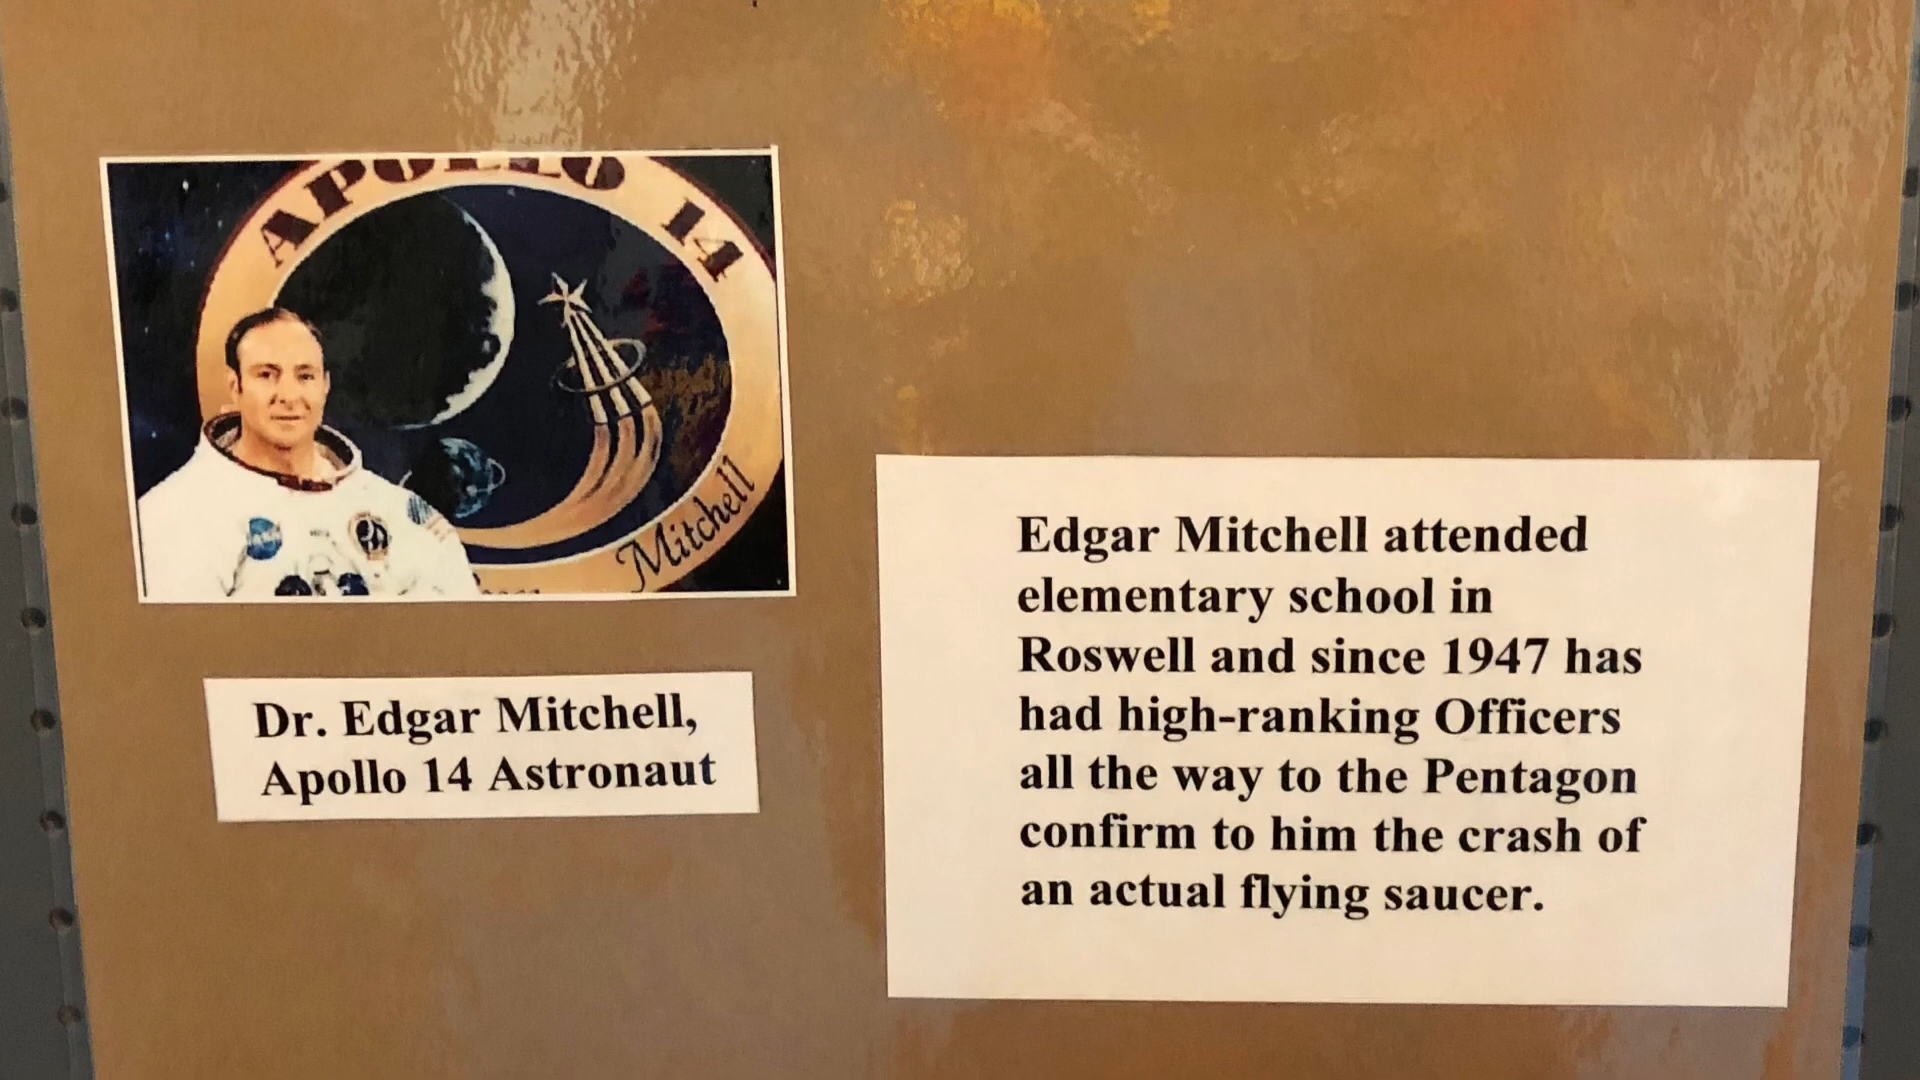 APOLLO 14
Mitchell
NASA
Dr. Edgar Mitchell,
Apollo 14 Astronaut
Edgar Mitchell attended
elementary school in
Roswell and since 1947 has
had high-ranking Officers
all the way to the Pentagon
confirm to him the crash of
an actual flying saucer.